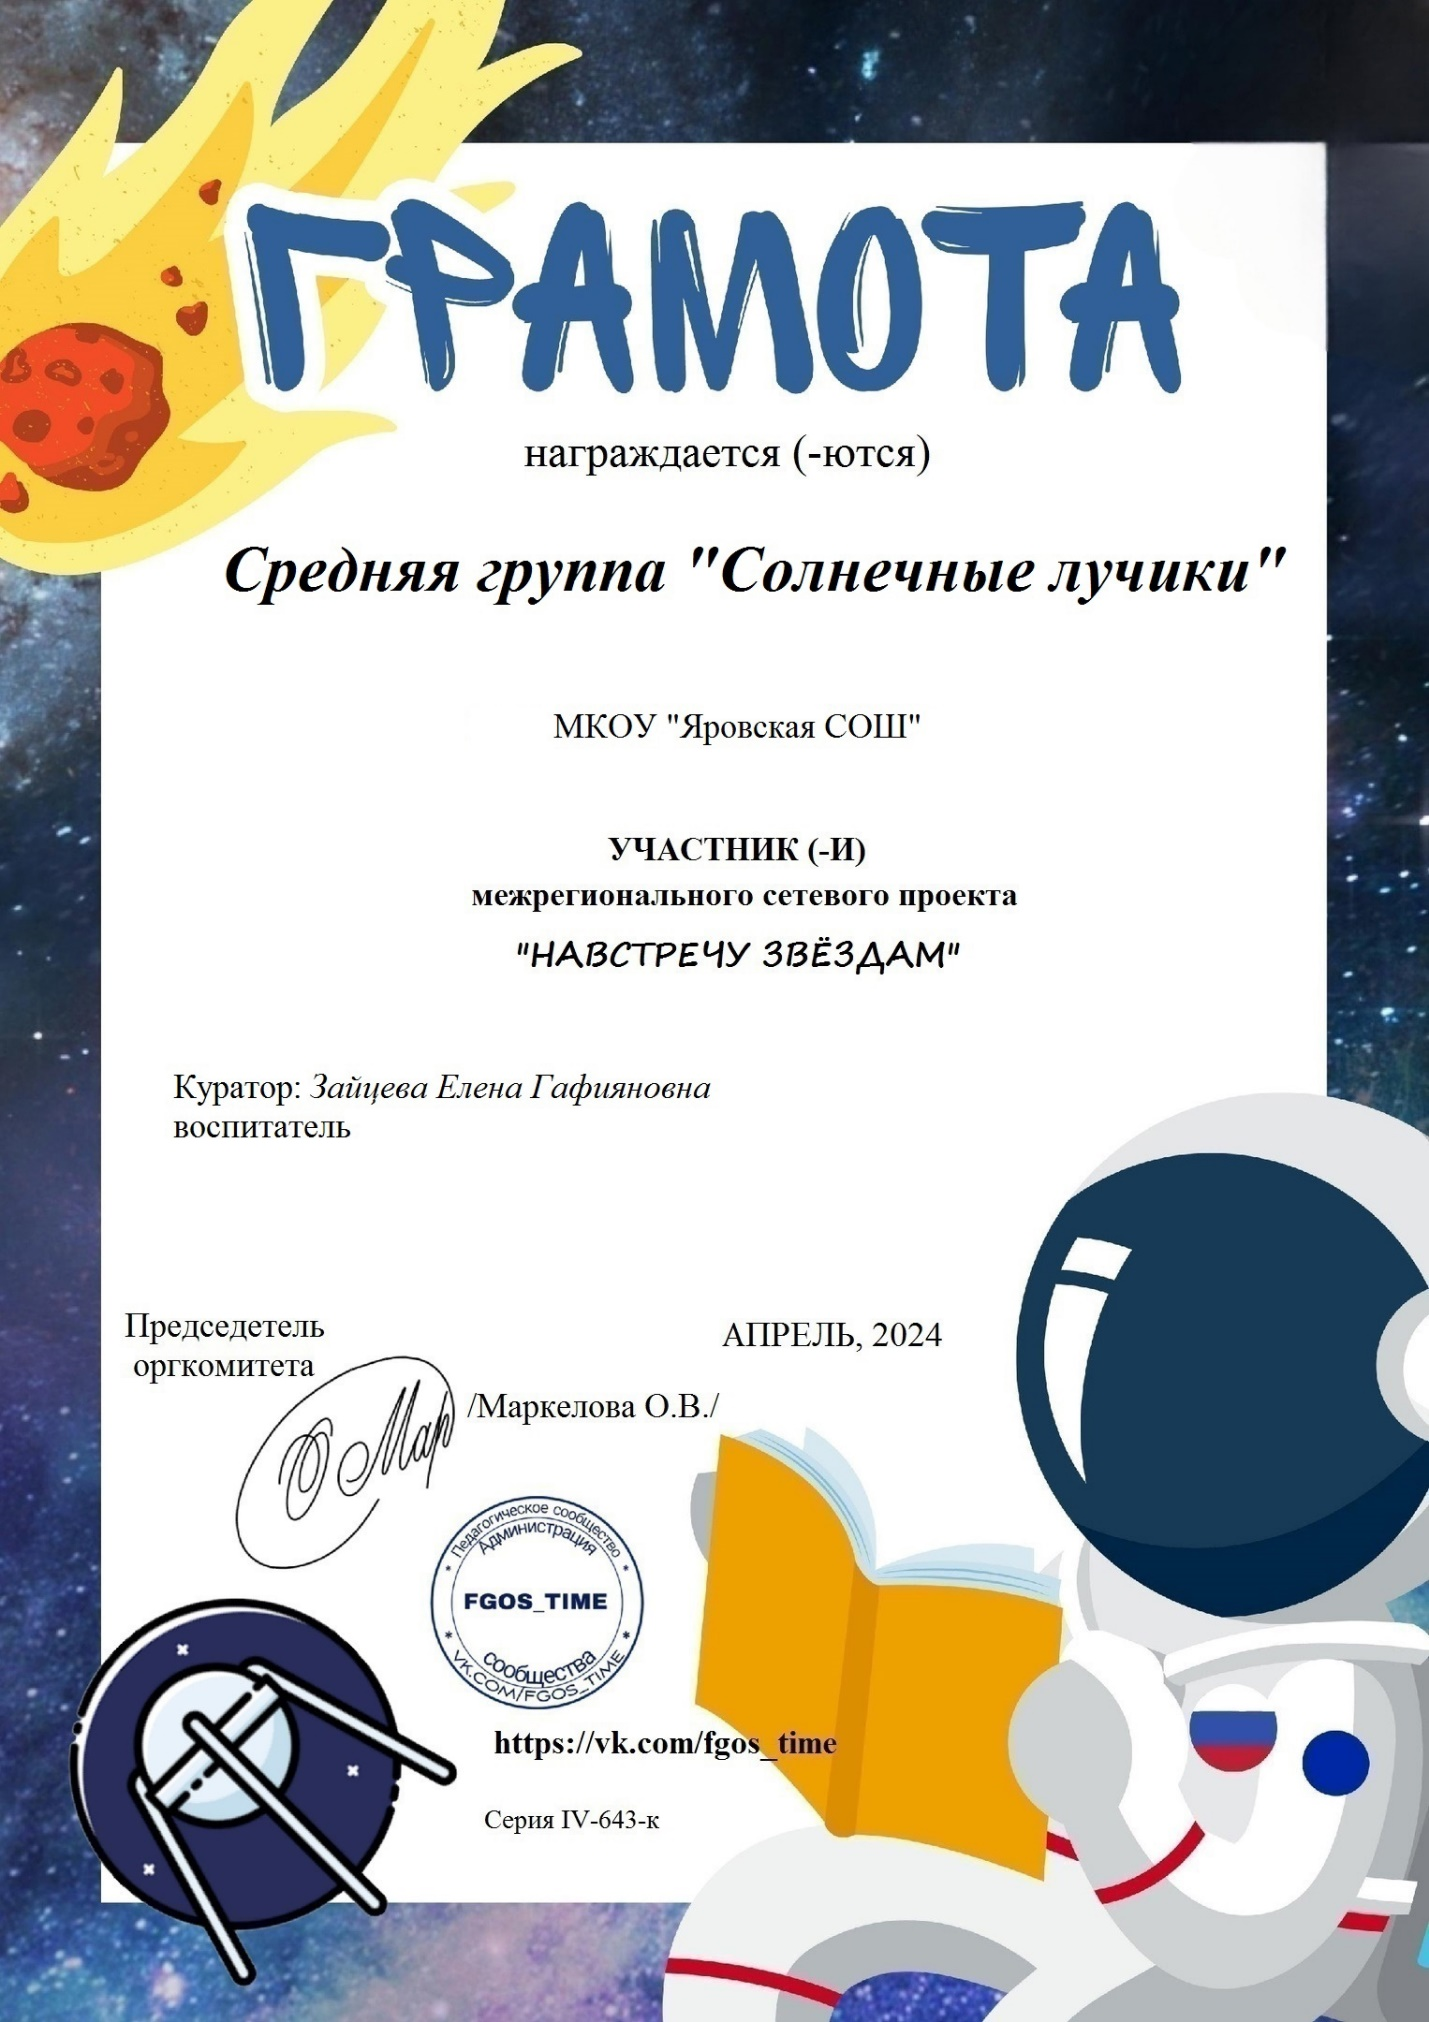 ГРАМОТА
награждается (-ются)
Средняя группа "Солнечные лучики"
МКОУ "Яровская СОШ"
УЧАСТНИК (-И)
межрегионального сетевого проекта
"НАВСТРЕЧУ ЗВЁЗДАМ"
Куратор: Зайцева Елена Гафияновна
воспитатель
Председетель
оргкомитета
АПРЕЛЬ, 2024
О Мар
/Маркелова О.В./
Педагогическое сообщество
Администрация
FGOS_TIME
сообщества
VK.COM/FGOS_TIME
https://vk.com/fgos_time
Серия IV-643-к